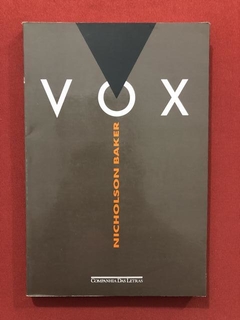 VOX
NICHOLSON BAKER
COMPANHIA DAS LETRAS